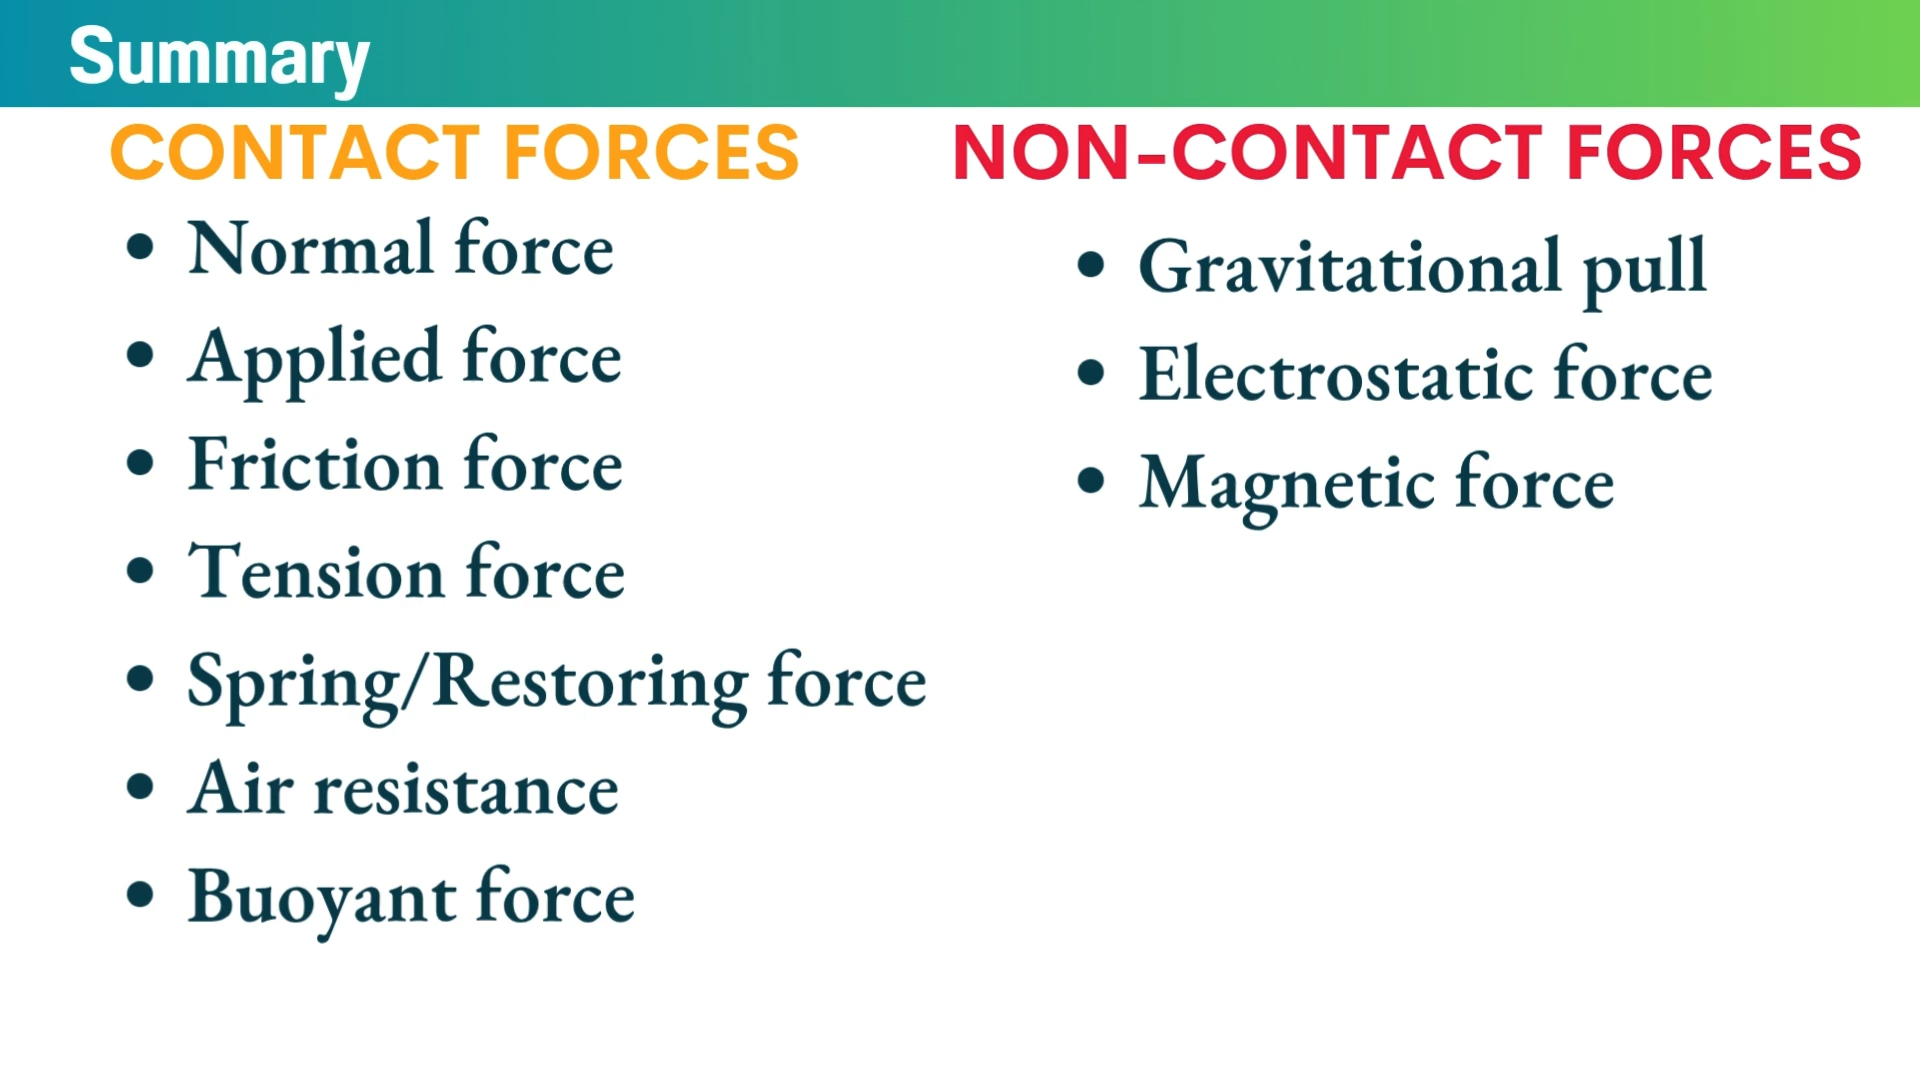 Summary
CONTACT FORCES
• Normal force
• Applied force
• Friction force
• Tension force
• Spring/Restoring force
• Air resistance
• Buoyant force
NON-CONTACT FORCES
• Gravitational pull
• Electrostatic force
• Magnetic force